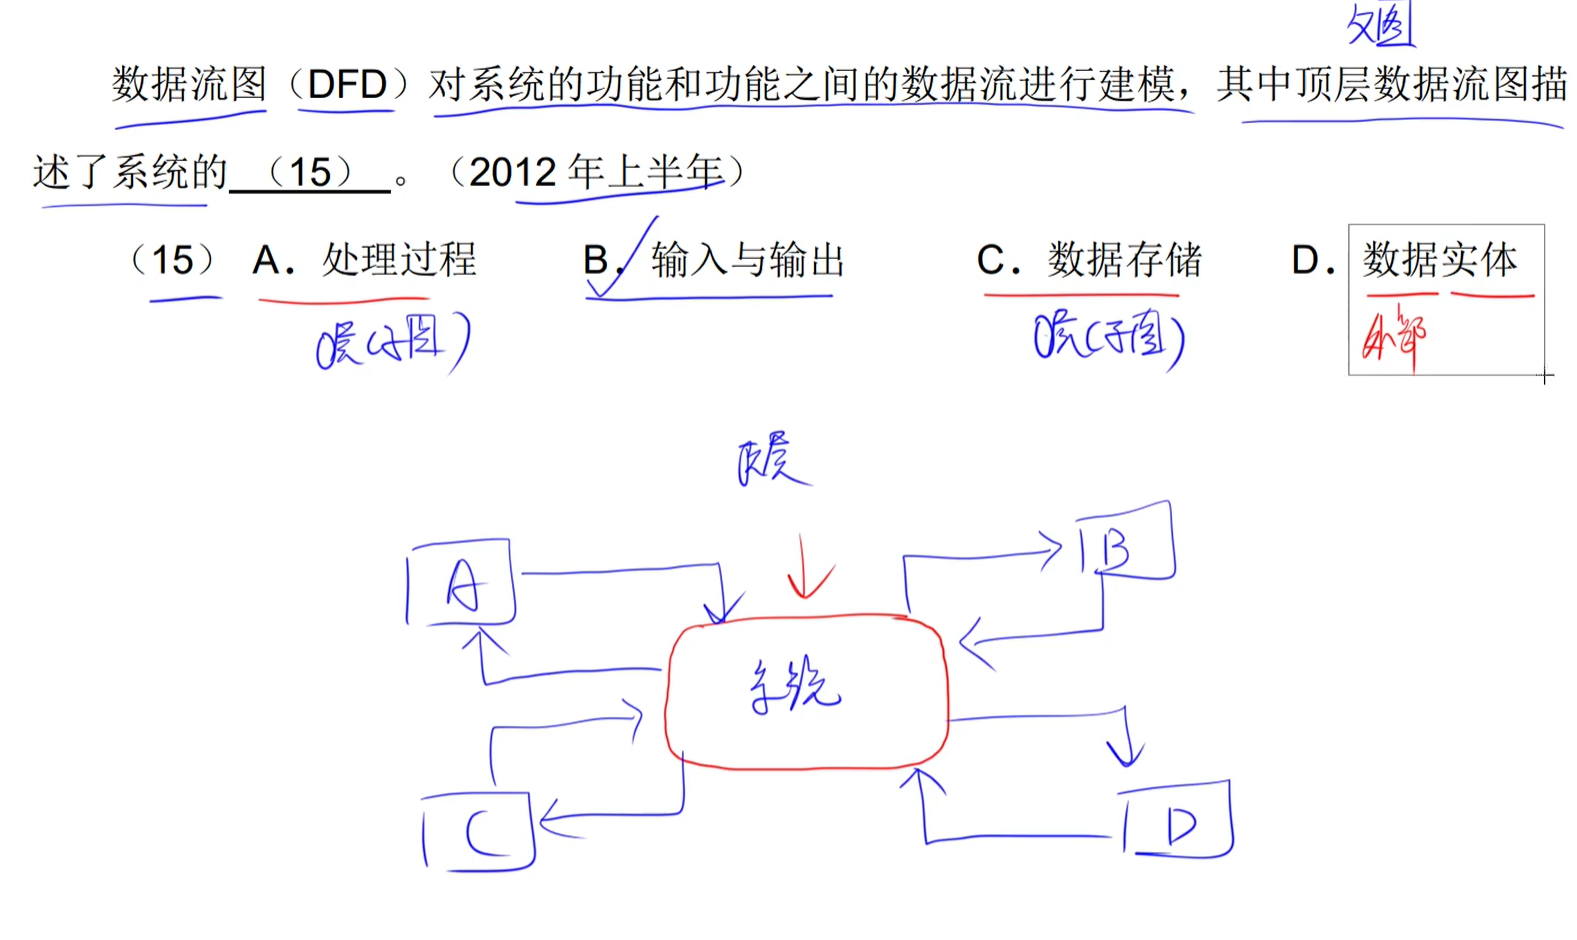 父图
数据流图（DFD）对系统的功能和功能之间的数据流进行建模，其中顶层数据流图描
述了系统的 （15） 。（2012 年上半年）
（15） A．处理过程 B．输入与输出 C．数据存储 D．数据实体
0层(子图) 0层(子图) 外部
顶层
A B
系统
C D